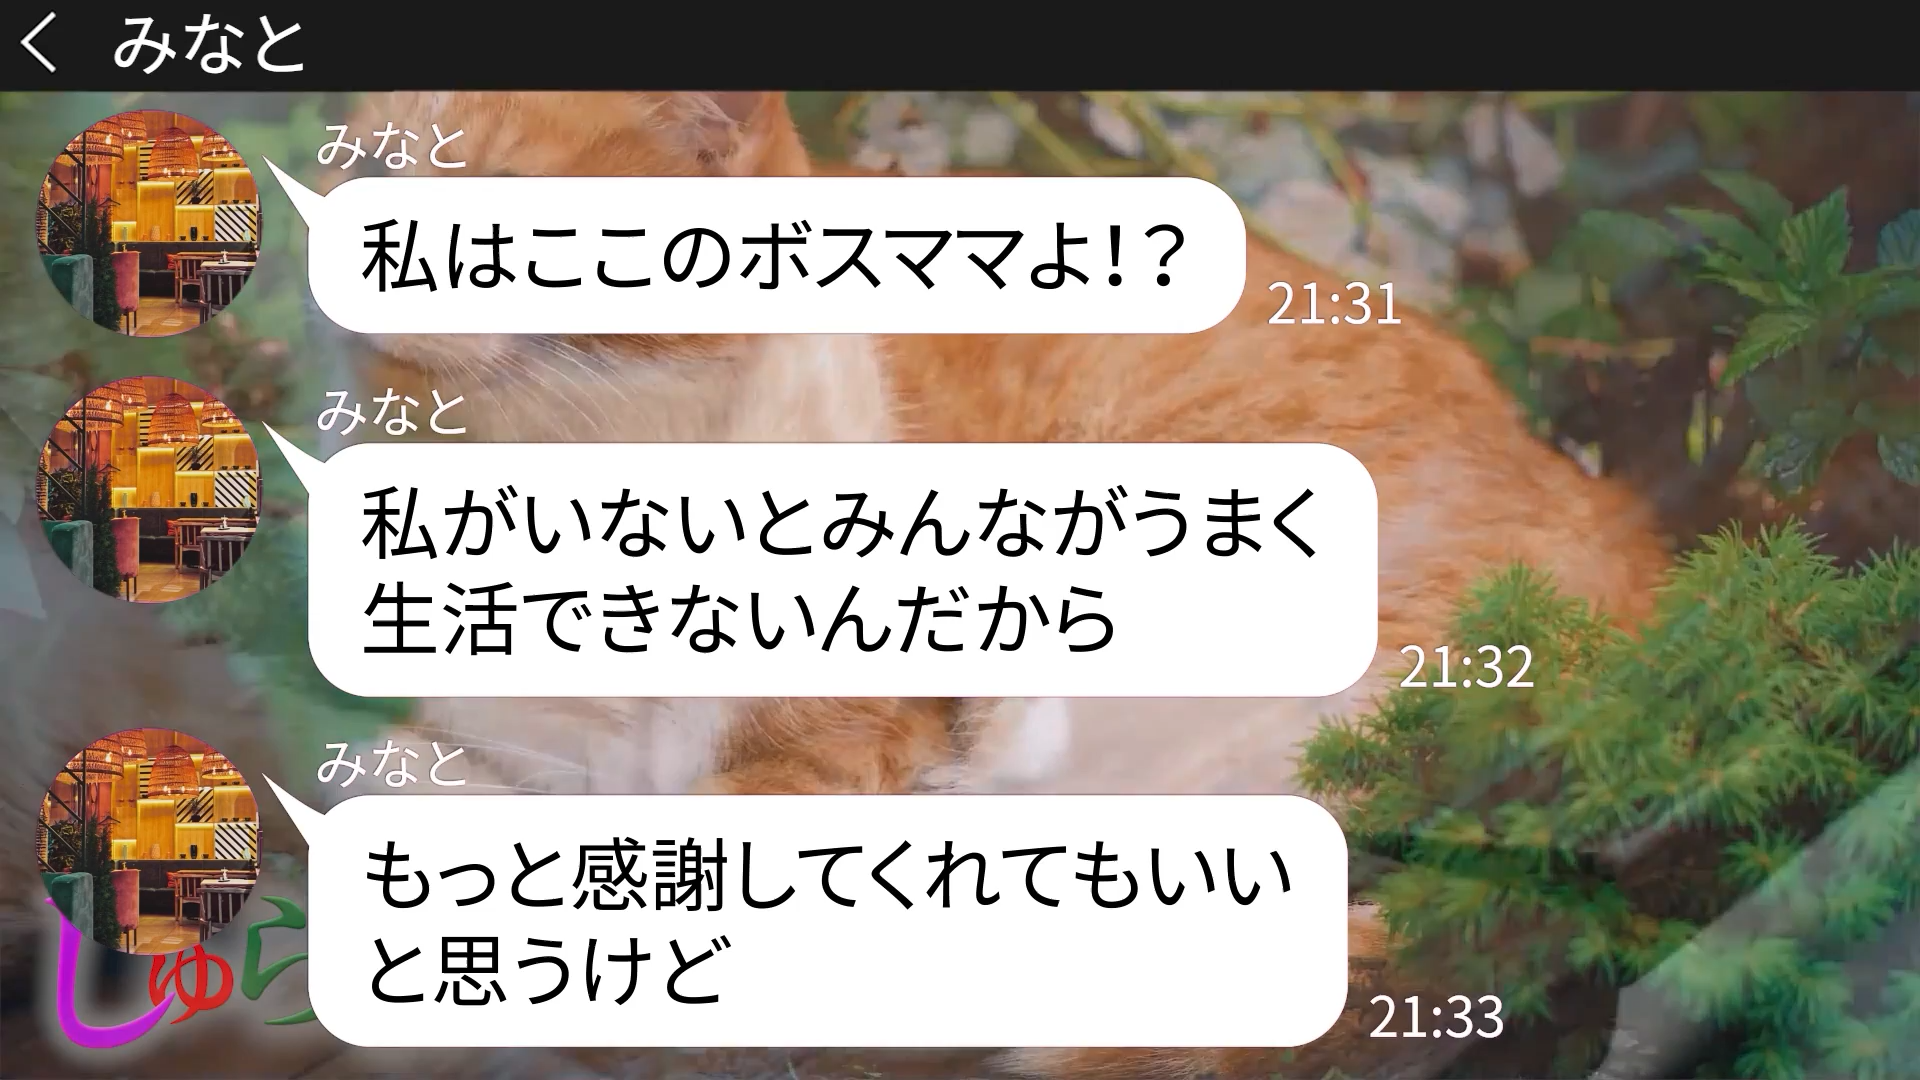 みなと
みなと
私はここのボスママよ！？
21:31
みなと
私がいないとみんながうまく
生活できないんだから
21:32
みなと
もっと感謝してくれてもいい
と思うけど
21:33
しゅら